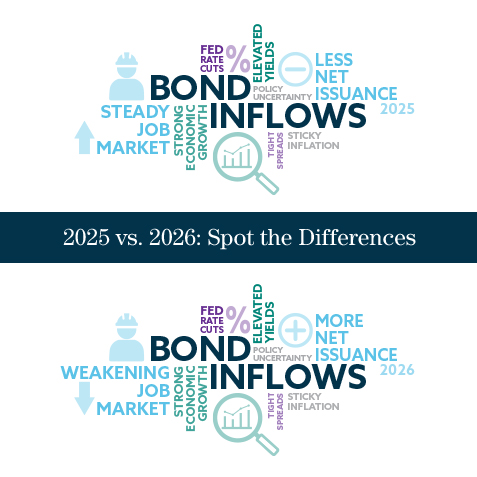 FED
RATE
CUTS
%
ELEVATED
YIELDS
LESS
NET
ISSUANCE
2025
BOND
POLICY
UNCERTAINTY
INFLOWS
STEADY
JOB
MARKET
STRONG
ECONOMIC
GROWTH
TIGHT
SPREADS
STICKY
INFLATION
2025 vs. 2026: Spot the Differences
FED
RATE
CUTS
%
ELEVATED
YIELDS
MORE
NET
ISSUANCE
2026
BOND
POLICY
UNCERTAINTY
INFLOWS
WEAKENING
JOB
MARKET
STRONG
ECONOMIC
GROWTH
TIGHT
SPREADS
STICKY
INFLATION